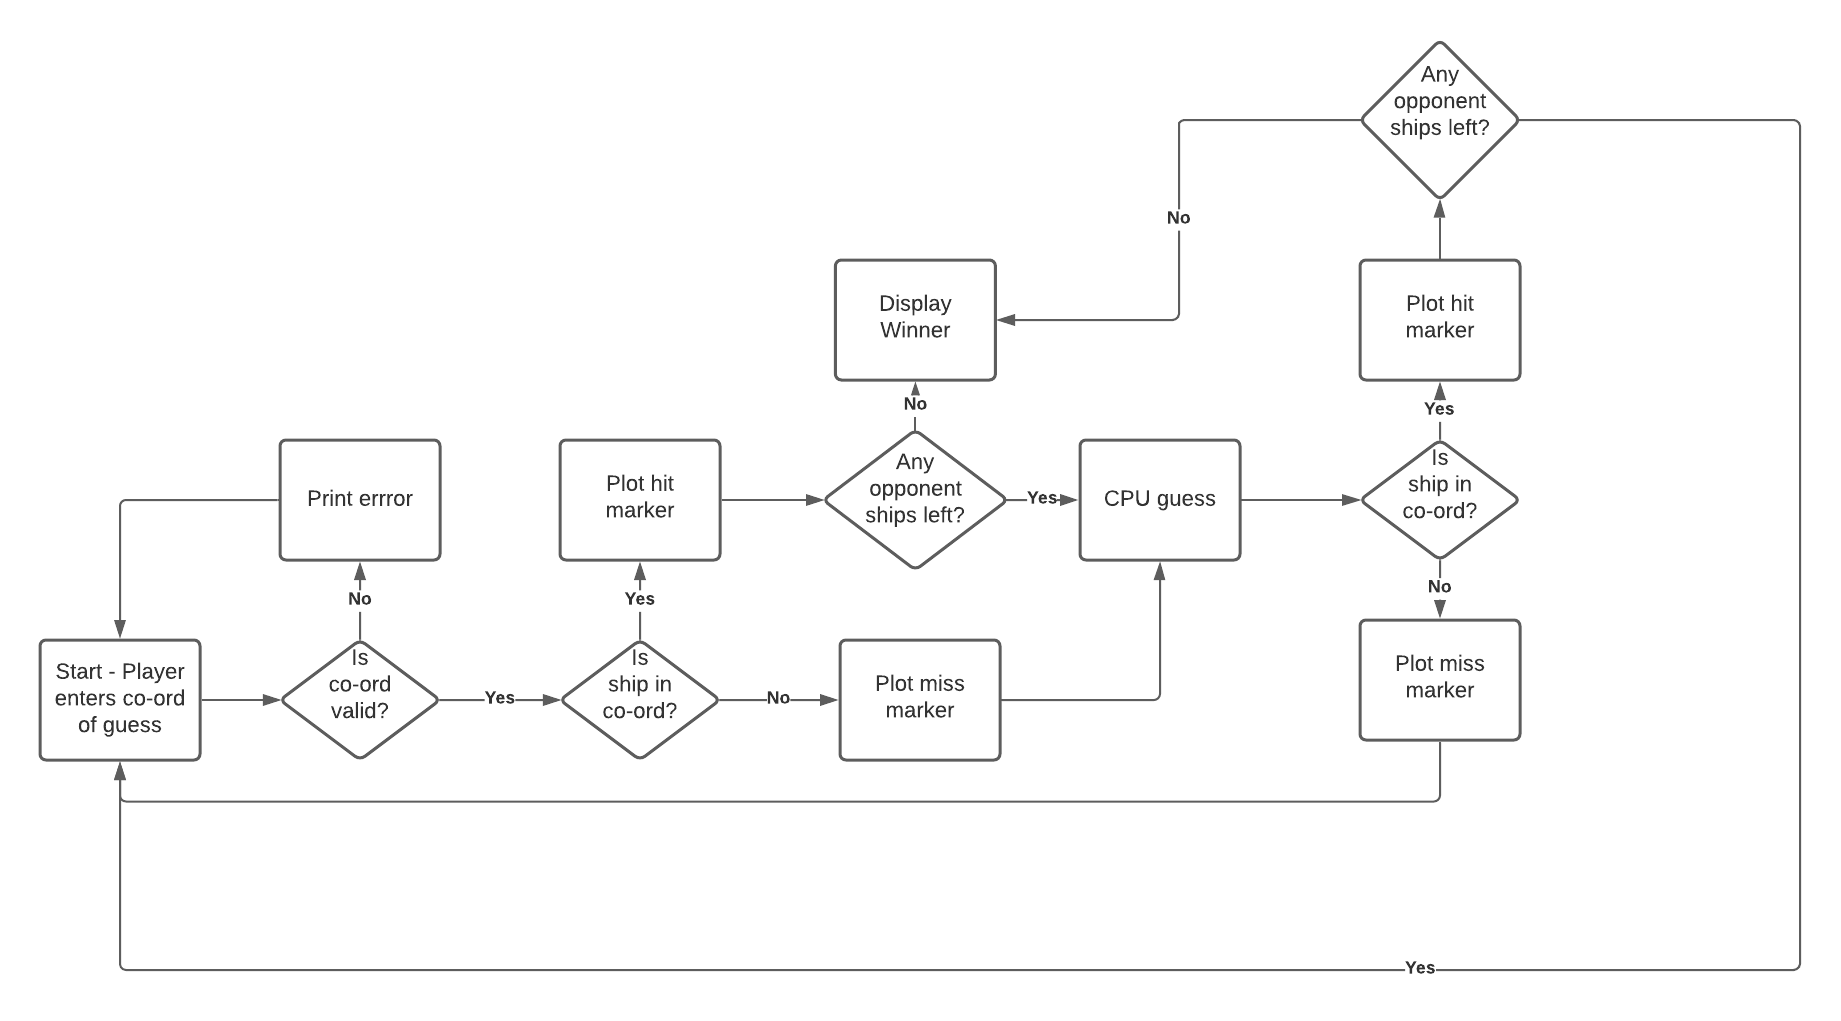 Any
opponent
ships left?
No
Display
Winner
Plot hit
marker
No
Yes
Print errror
Plot hit
marker
Any
opponent
ships left?
Yes
CPU guess
Is
ship in
co-ord?
No
Yes
No
Start - Player
enters co-ord
of guess
Is
co-ord
valid?
Yes
Is
ship in
co-ord?
No
Plot miss
marker
Plot miss
marker
Yes